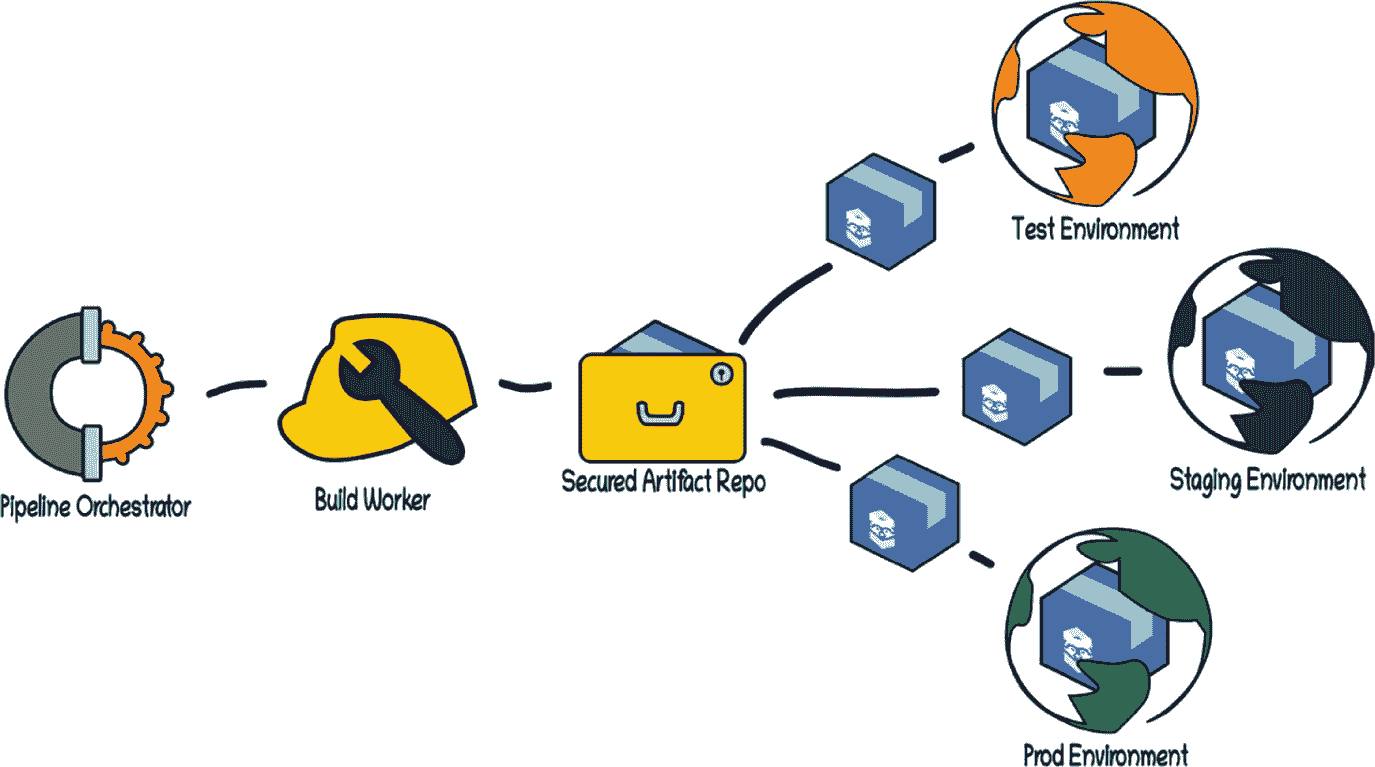 Test Environment
Staging Environment
Pipeline Orchestrator
Build Worker
Secured Artifact Repo
Prod Environment